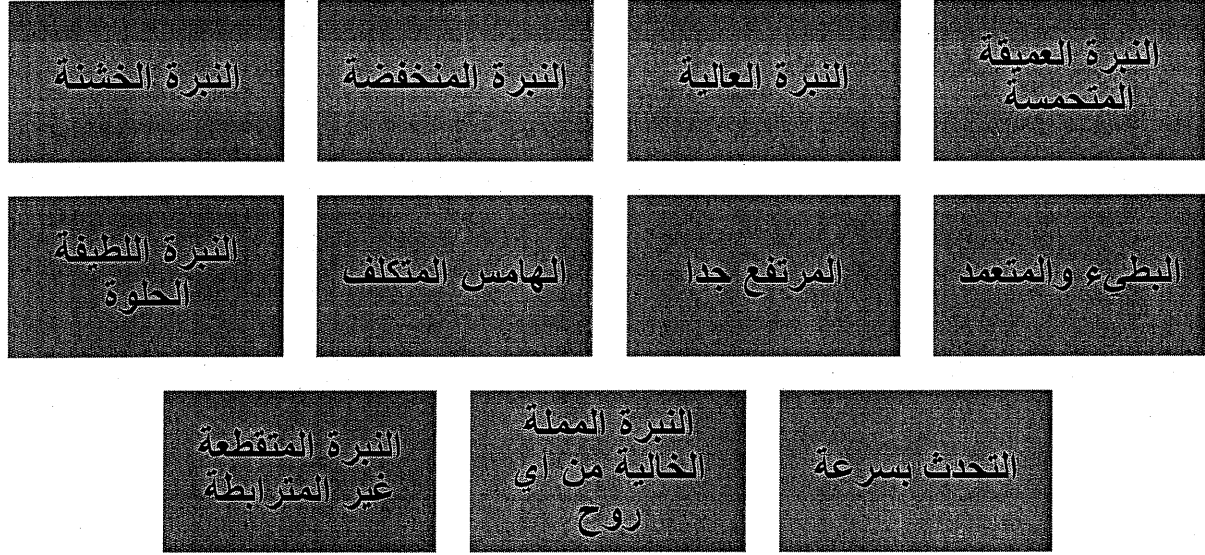 النبرة العميقة
المتحمسة
النبرة العالية
النبرة المنخفضة
النبرة الخشنة
البطيء والمتعمد
المرتفع جدا
الهامس المتكلف
النبرة اللطيفة
الحلوة
التحدث بسرعة
النبرة المملة
الخالية من أي
روح
النبرة المتقطعة
غير المترابطة